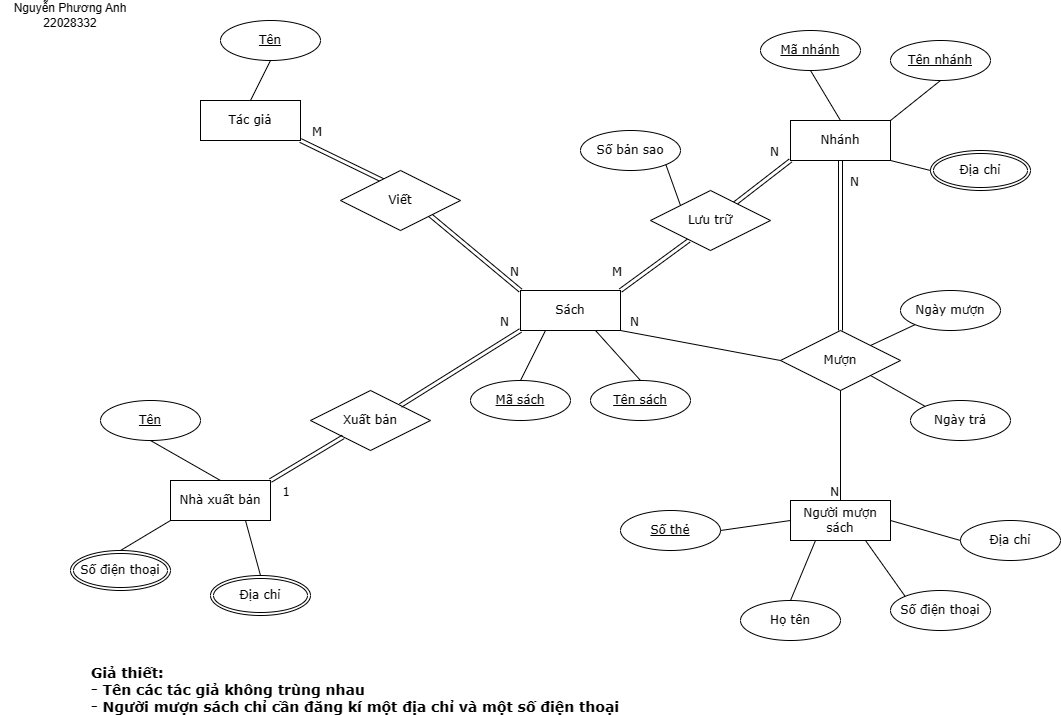 Nguyễn Phương Anh
22028332
Tên
Tác giả
M
Viết
Mã nhánh
Tên nhánh
Nhánh
Địa chỉ
Số bản sao
N
N
Lưu trữ
M
N
Sách
N
N
Mã sách
Tên sách
Ngày mượn
Mượn
Ngày trả
Xuất bản
Tên
Nhà xuất bản
1
Số điện thoại
Địa chỉ
N
Người mượn
sách
Số thẻ
Địa chỉ
Họ tên
Số điện thoại
Giả thiết:
- Tên các tác giả không trùng nhau
- Người mượn sách chỉ cần đăng kí một địa chỉ và một số điện thoại